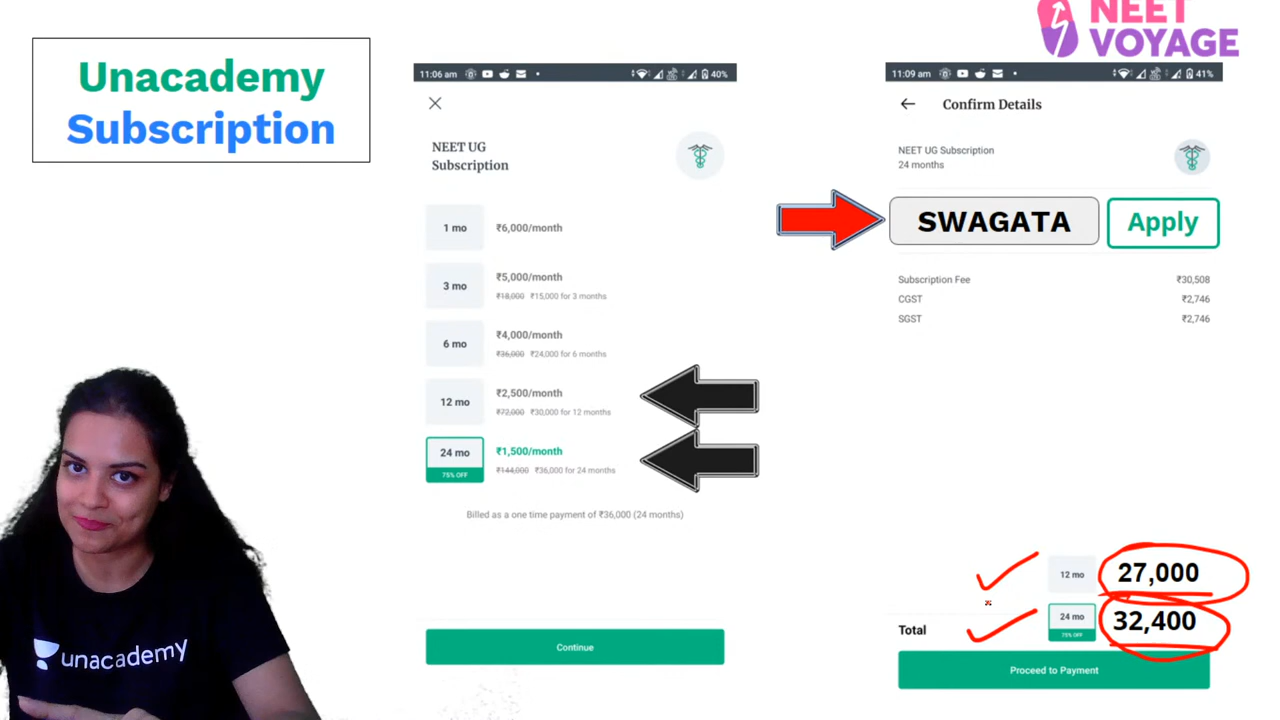 Unacademy
Subscription
NEET
VOYAGE
11:06 am
40%
NEET UG
Subscription
1 mo
₹6,000/month
3 mo
₹5,000/month
₹18,000 ₹15,000 for 3 months
6 mo
₹4,000/month
₹36,000 ₹24,000 for 6 months
12 mo
₹2,500/month
₹72,000 ₹30,000 for 12 months
24 mo
75% OFF
₹1,500/month
₹144,000 ₹36,000 for 24 months
Billed as a one time payment of ₹36,000 (24 months)
Continue
11:09 am
41%
Confirm Details
NEET UG Subscription
24 months
SWAGATA
Apply
Subscription Fee ₹30,508
CGST ₹2,746
SGST ₹2,746
12 mo 27,000
Total
24 mo 32,400
75% OFF
Proceed to Payment
unacademy